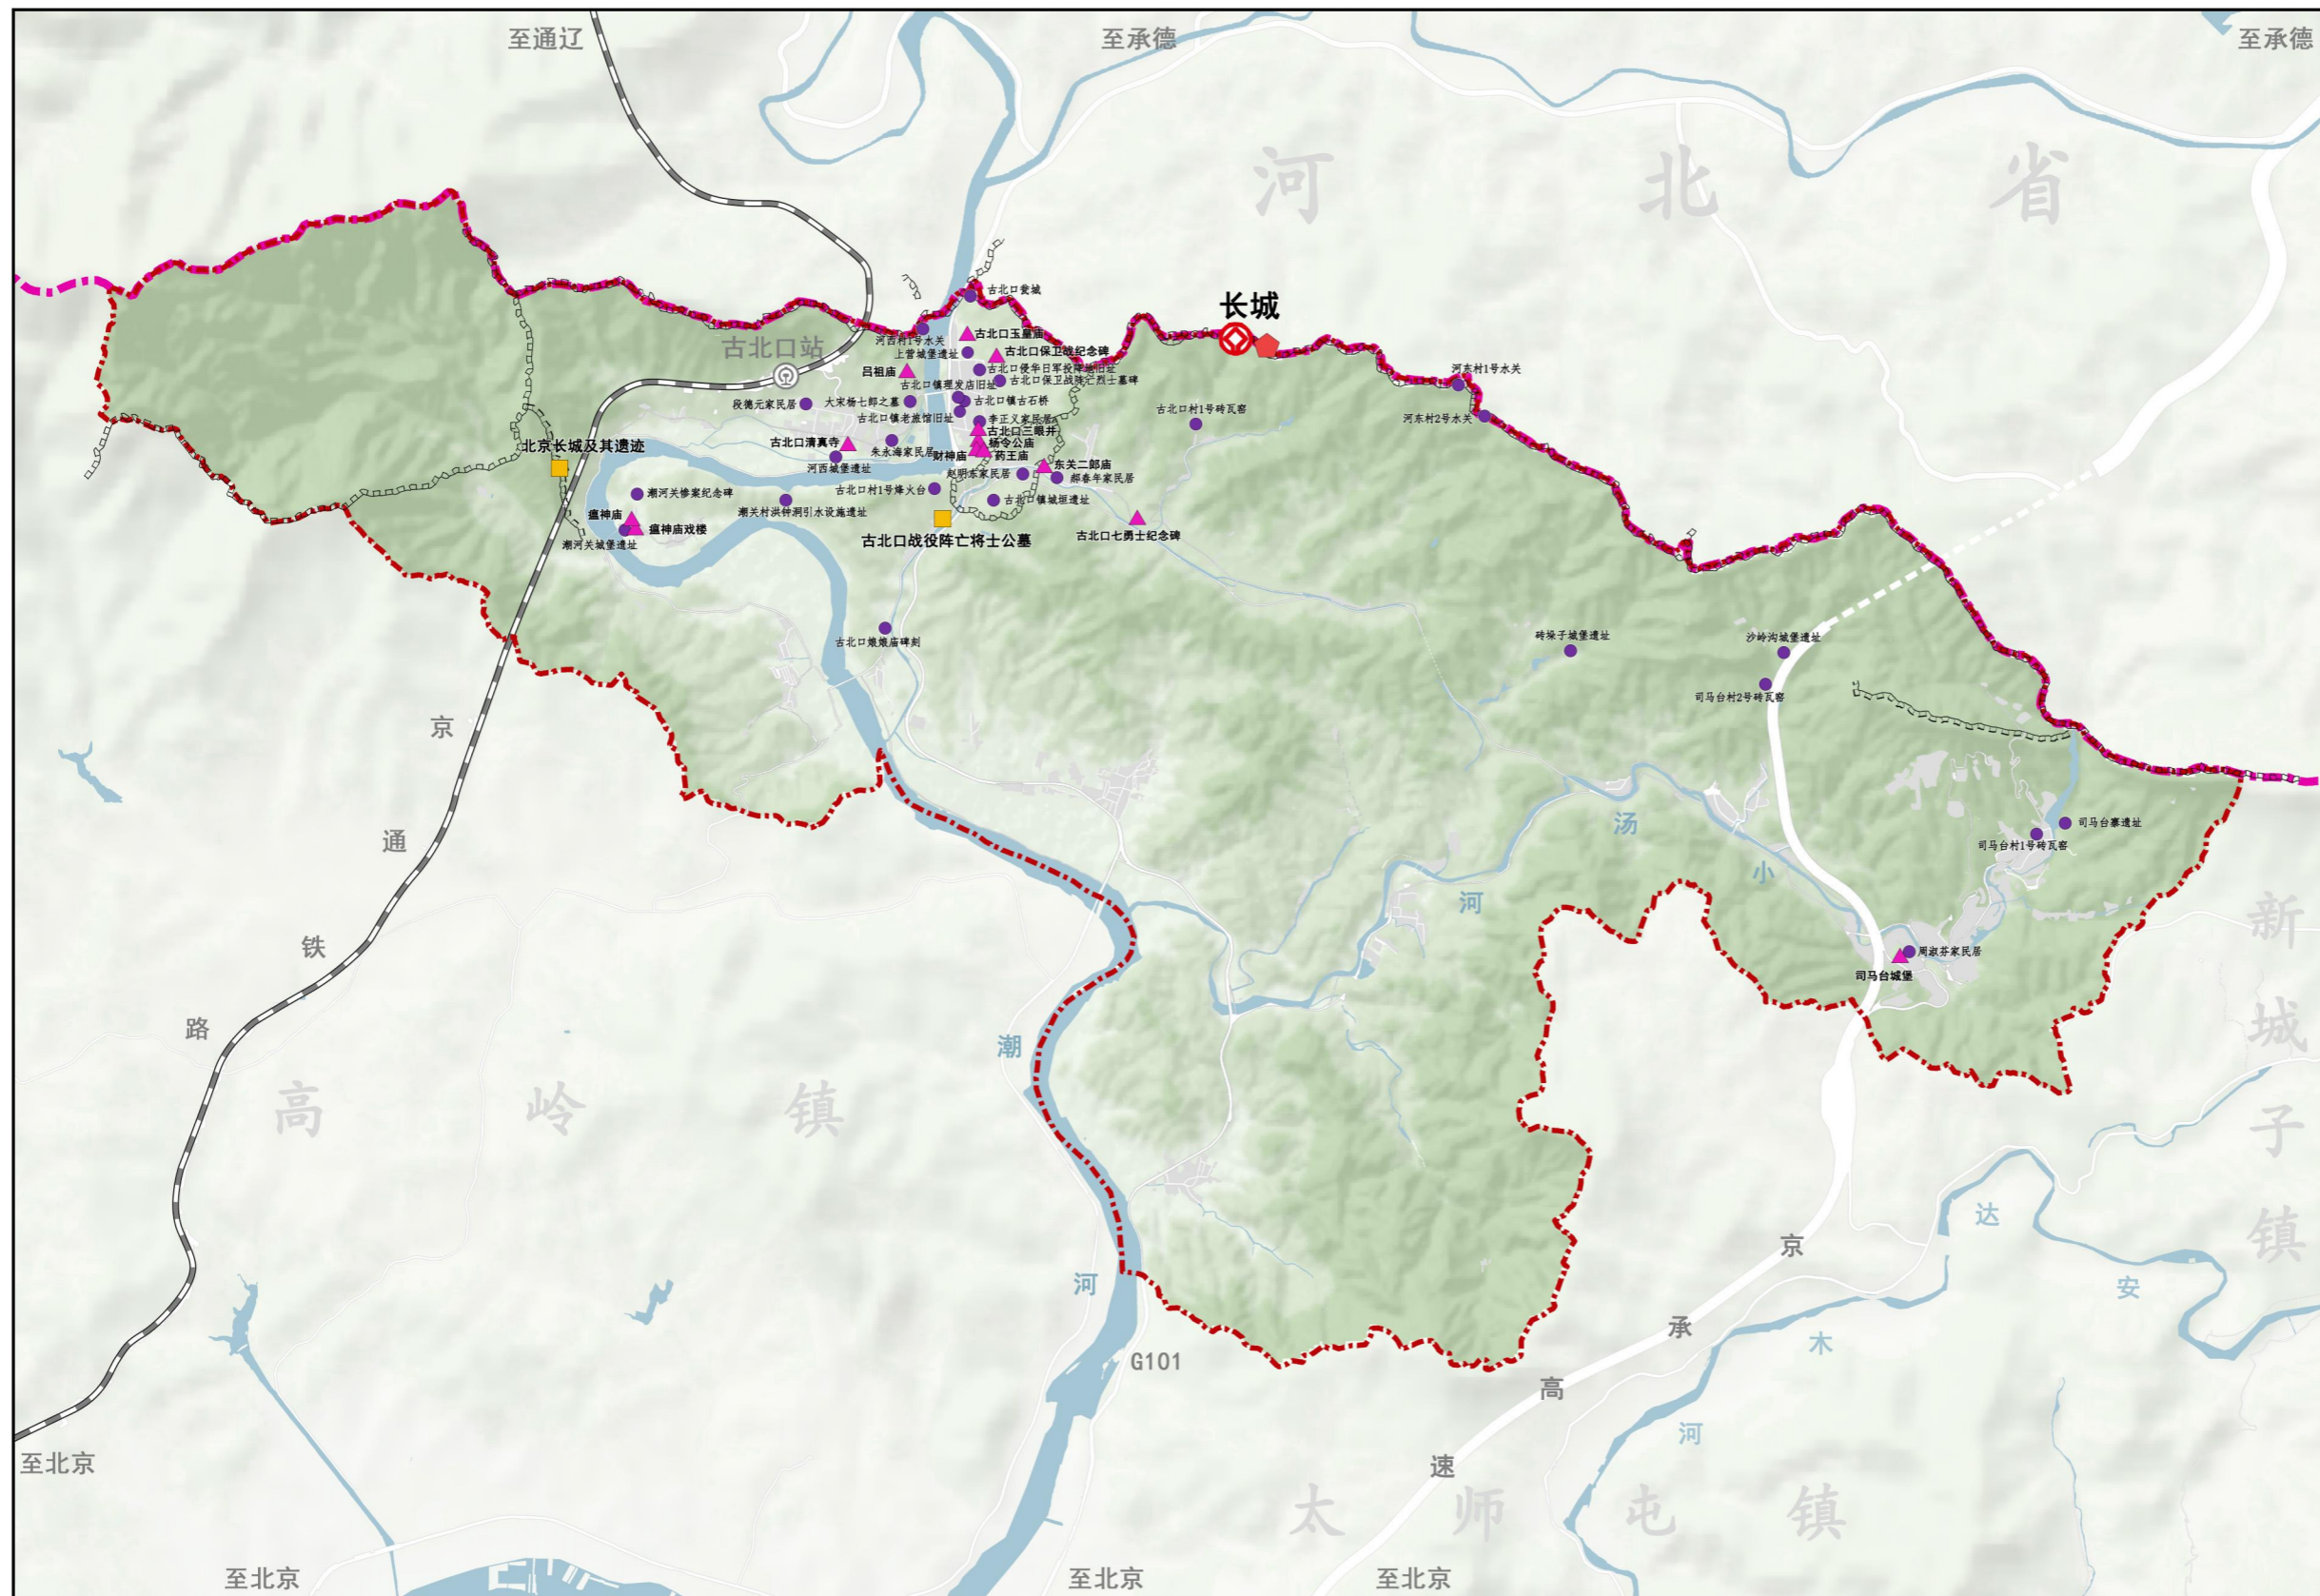 至通辽
至承德
至承德
河北省
长城
古北口瓮城
古北口玉皇庙
河西村1号水关
上营城堡遗址
古北口保卫战纪念碑
古北口站
吕祖庙
古北口侵华日军投降地旧址
古北口镇理发店旧址
古北口保卫战阵亡烈士墓碑
河东村1号水关
段德元家民居
大宋杨七郎之墓
古北口镇古石桥
古北口村1号砖瓦窑
河东村2号水关
古北口镇老旅馆旧址
李正义家民居
古北口三眼井
北京长城及其遗迹
古北口清真寺
朱永海家民居
杨令公庙
财神庙
药王庙
河西城堡遗址
东关二郎庙
赵明东家民居
郝春年家民居
潮河关惨案纪念碑
古北口村1号烽火台
古北口镇城垣遗址
潮关村洪钟洞引水设施遗址
瘟神庙
瘟神庙戏楼
潮河关城堡遗址
古北口战役阵亡将士公墓
古北口七勇士纪念碑
古北口娘娘庙碑刻
砖垛子城堡遗址
沙岭沟城堡遗址
司马台村2号砖瓦窑
司马台寨遗址
司马台村1号砖瓦窑
周淑芬家民居
司马台城堡
京通铁路
小汤河
潮河
高岭镇
新城子镇
安达木河
G101
京承高速
太师屯镇
至北京
至北京
至北京
至北京